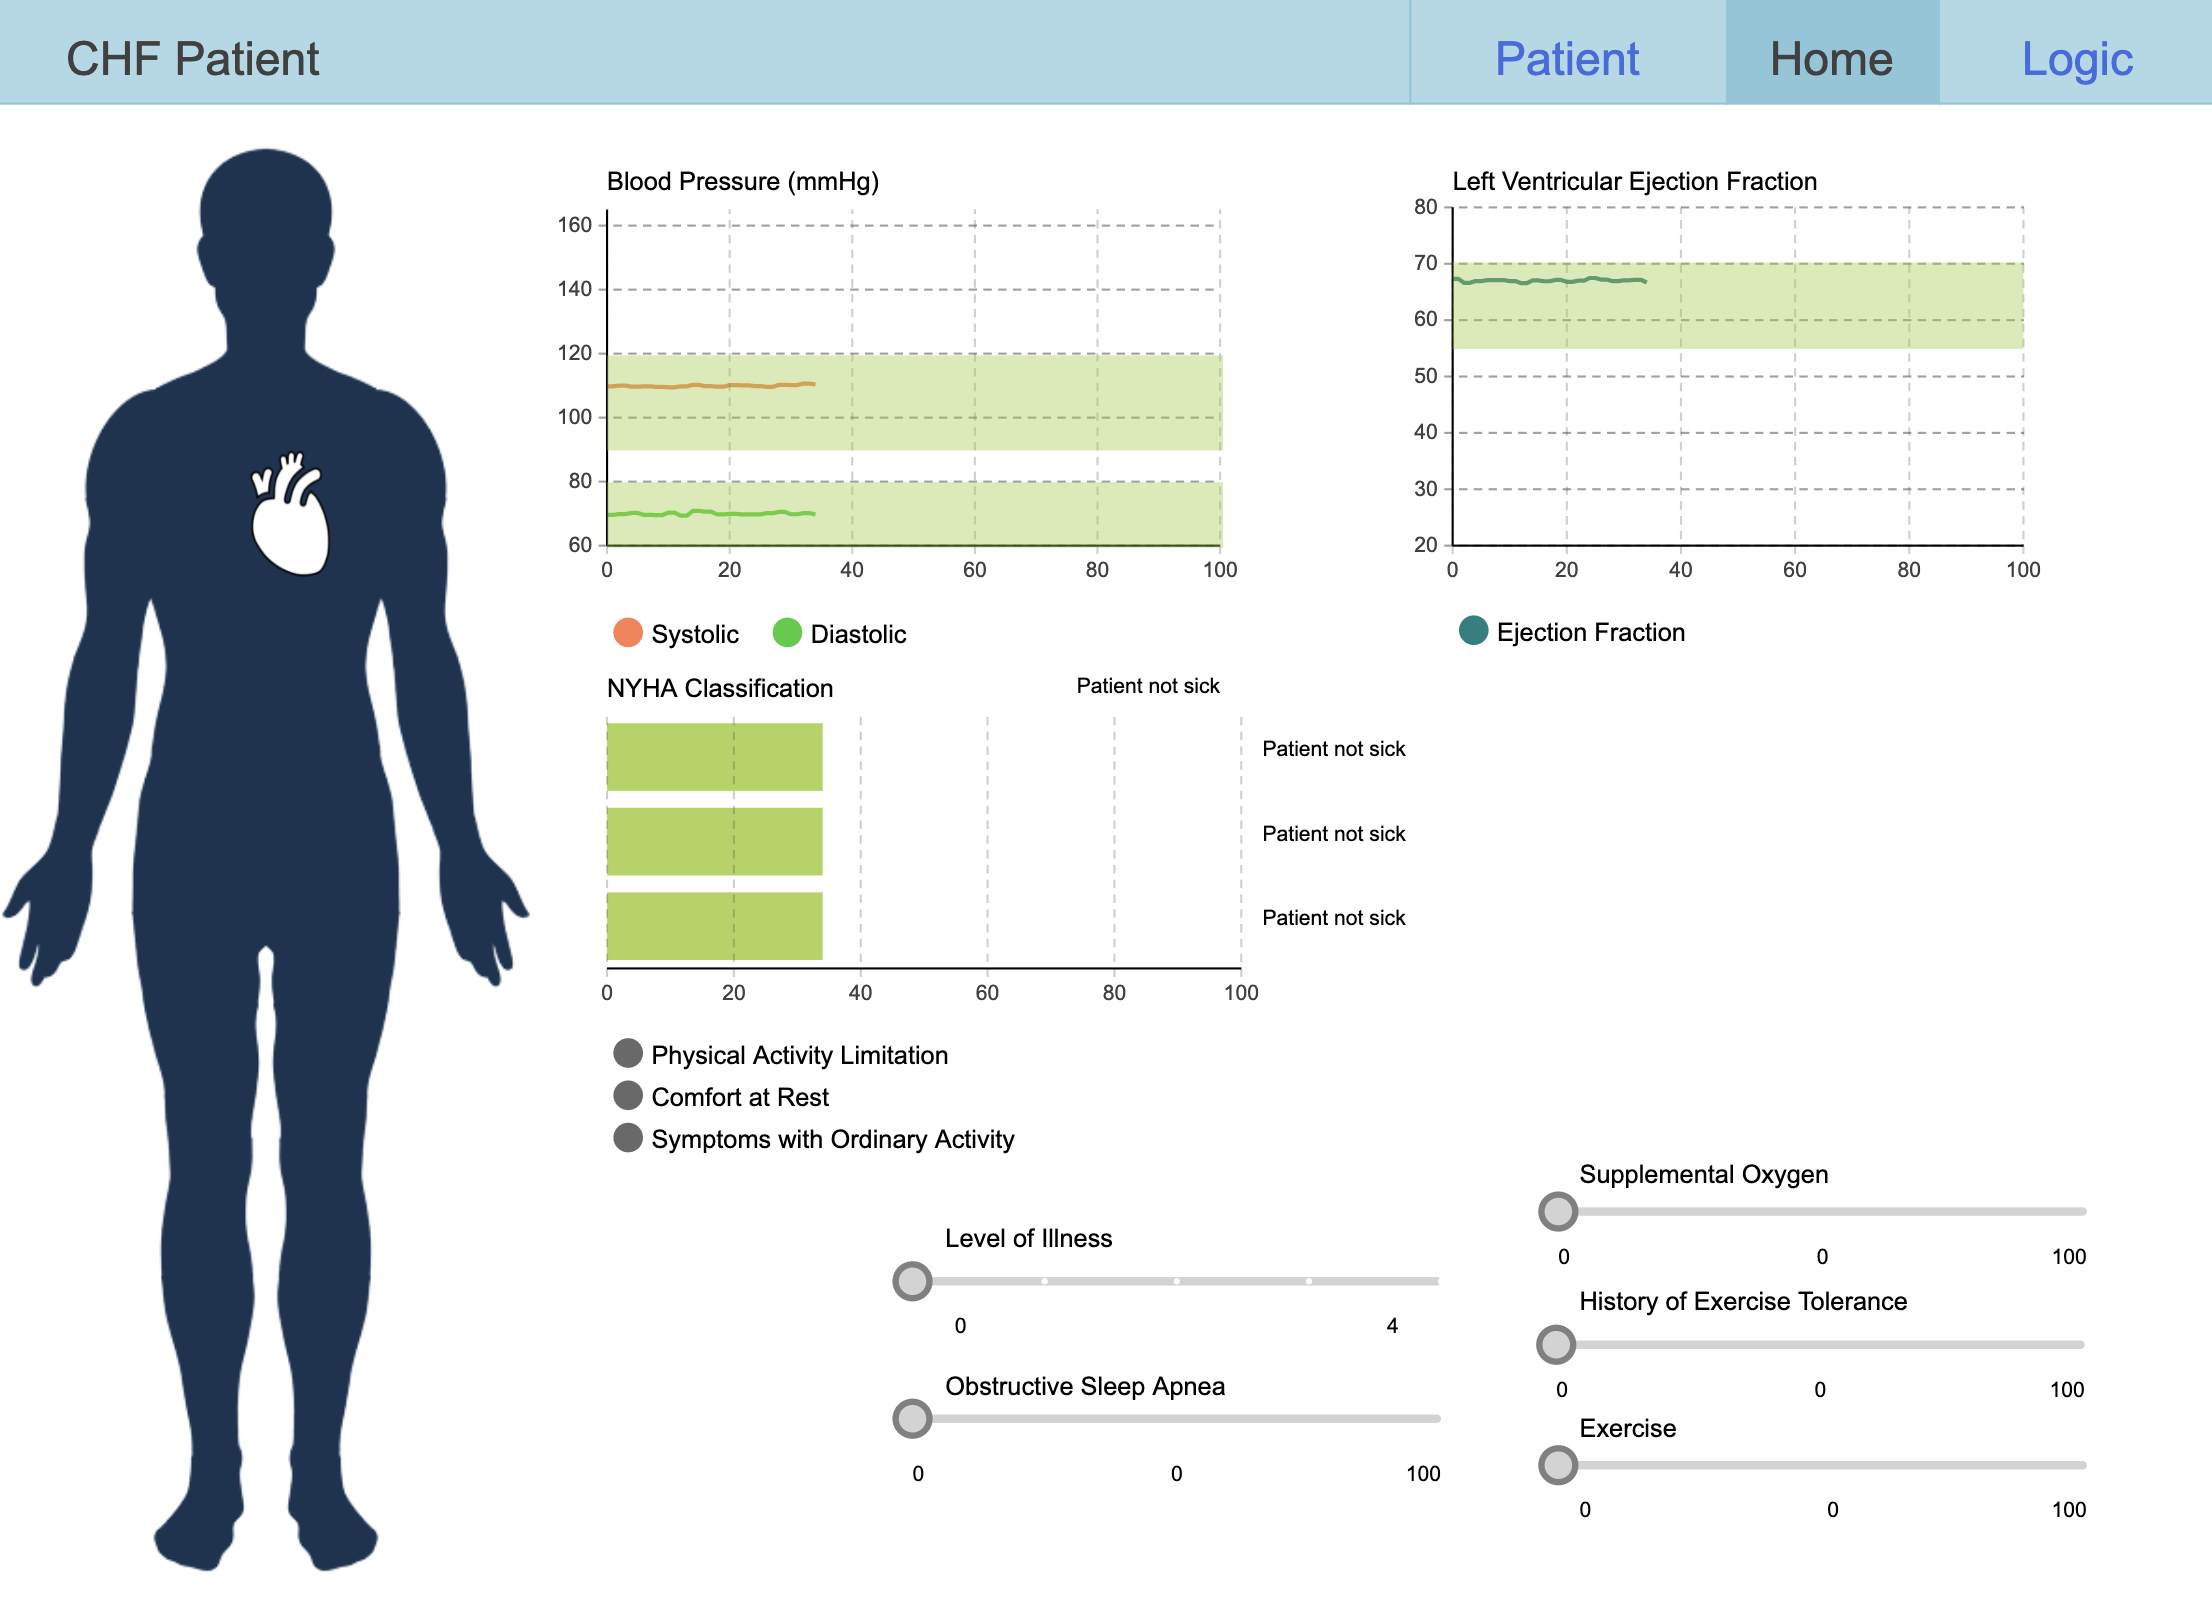 CHF Patient
Patient
Home
Logic
Blood Pressure (mmHg)
160
140
120
100
80
60
0 20 40 60 80 100
Systolic Diastolic
Left Ventricular Ejection Fraction
80
70
60
50
40
30
20
0 20 40 60 80 100
Ejection Fraction
NYHA Classification
Patient not sick
Patient not sick
Patient not sick
Patient not sick
0 20 40 60 80 100
Physical Activity Limitation
Comfort at Rest
Symptoms with Ordinary Activity
Level of Illness
0 4
Obstructive Sleep Apnea
0 0 100
Supplemental Oxygen
0 0 100
History of Exercise Tolerance
0 0 100
Exercise
0 0 100